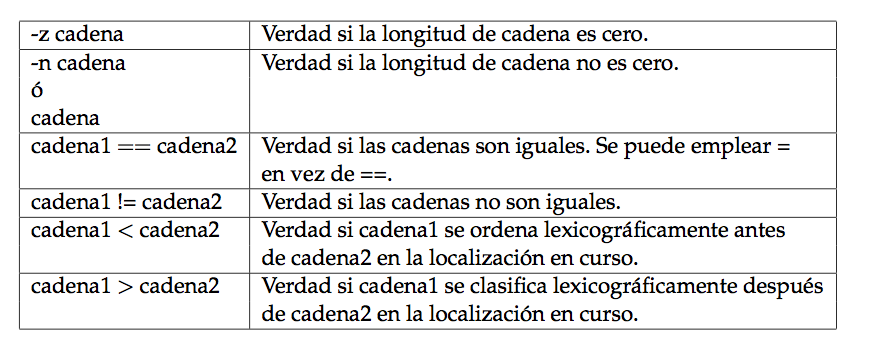 -z cadena Verdad si la longitud de cadena es cero.
-n cadena Verdad si la longitud de cadena no es cero.
ó
cadena
cadena1 == cadena2 Verdad si las cadenas son iguales. Se puede emplear =
en vez de ==.
cadena1 != cadena2 Verdad si las cadenas no son iguales.
cadena1 < cadena2 Verdad si cadena1 se ordena lexicográficamente antes
de cadena2 en la localización en curso.
cadena1 > cadena2 Verdad si cadena1 se clasifica lexicográficamente después
de cadena2 en la localización en curso.